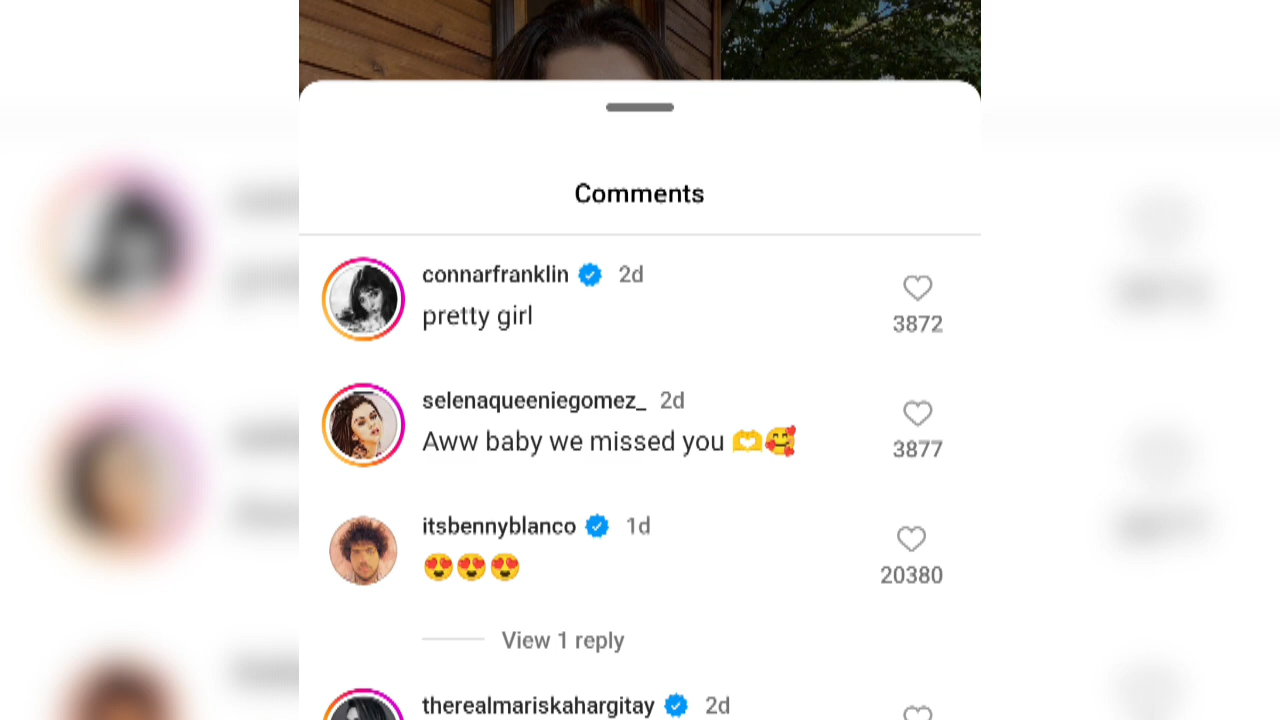 Comments
connarfranklin 2d
pretty girl
3872
selenaqueeniegomez_ 2d
Aww baby we missed you 🫶🥰
3877
itsbennyblanco 1d
😍😍😍
20380
View 1 reply
therealmariskahargitay 2d